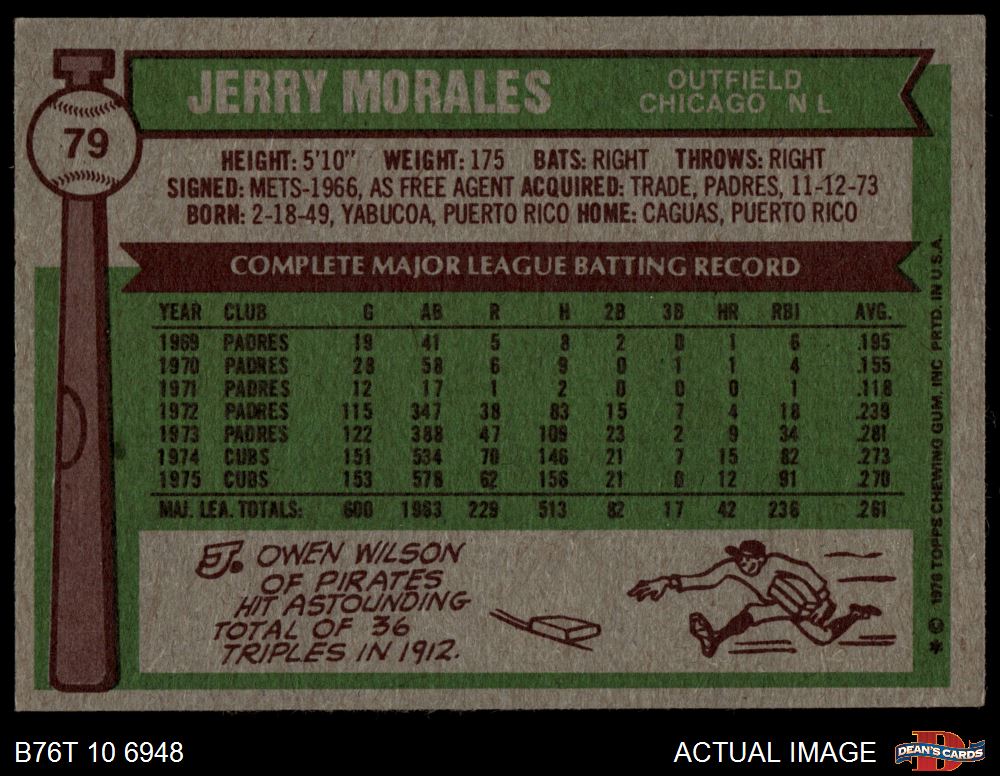 79
JERRY MORALES
OUTFIELD
CHICAGO N L
HEIGHT: 5'10" WEIGHT: 175 BATS: RIGHT THROWS: RIGHT
SIGNED: METS-1966, AS FREE AGENT ACQUIRED: TRADE, PADRES, 11-12-73
BORN: 2-18-49, YABUCOA, PUERTO RICO HOME: CAGUAS, PUERTO RICO
COMPLETE MAJOR LEAGUE BATTING RECORD
YEAR CLUB G AB R H 2B 3B HR RBI AVG.
1969 PADRES 19 41 5 8 2 0 1 6 .195
1970 PADRES 28 58 6 9 0 1 1 4 .155
1971 PADRES 12 17 1 2 0 0 0 1 .118
1972 PADRES 115 347 38 83 15 7 4 18 .239
1973 PADRES 122 388 47 109 23 2 9 34 .281
1974 CUBS 151 534 70 146 21 7 15 82 .273
1975 CUBS 153 578 62 156 21 0 12 91 .270
MAJ. LEA. TOTALS: 600 1963 229 513 82 17 42 236 .261
J. OWEN WILSON
OF PIRATES
HIT ASTOUNDING
TOTAL OF 36
TRIPLES IN 1912.
* © 1976 TOPPS CHEWING GUM, INC PRTD. IN U.S.A.
B76T 10 6948
ACTUAL IMAGE
DEAN'S CARDS